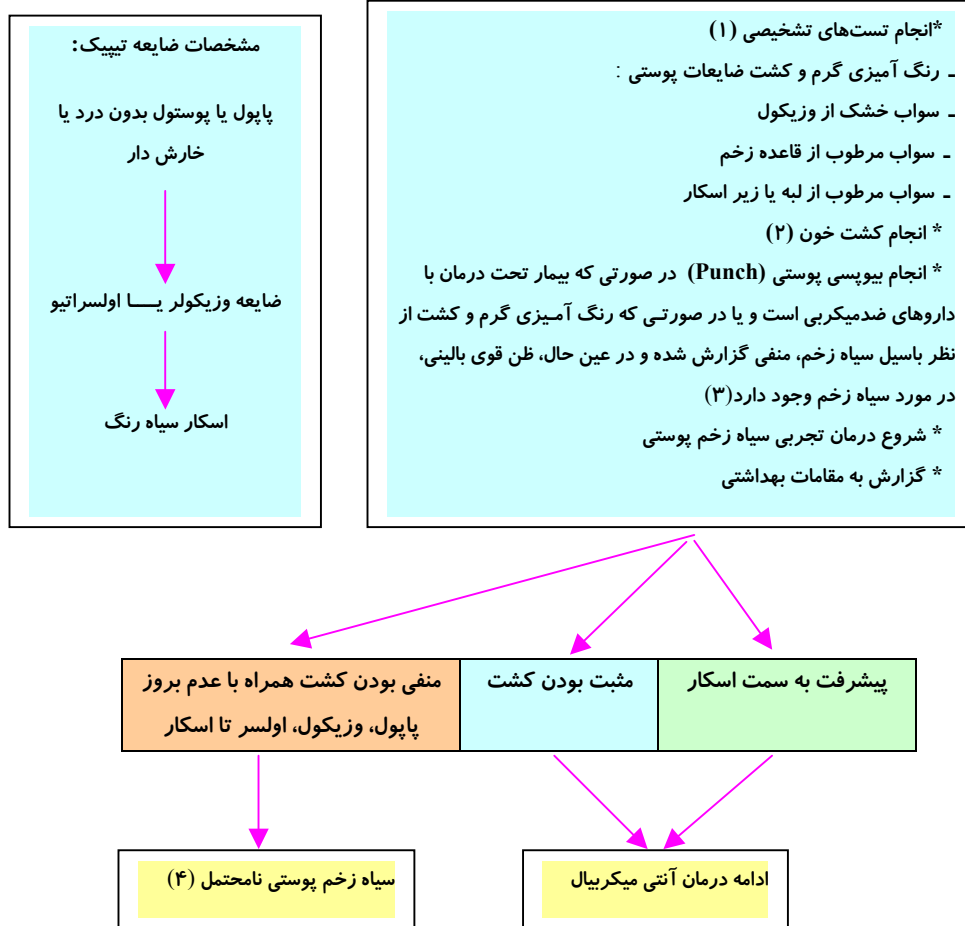 *انجام تست‌های تشخیصی (۱)
ـ رنگ آمیزی گرم و کشت ضایعات پوستی :
ـ سواب خشک از وزیکول
ـ سواب مرطوب از قاعده زخم
ـ سواب مرطوب از لبه یا زیر اسکار
* انجام کشت خون (۲)
* انجام بیوپسی پوستی (Punch) در صورتی که بیمار تحت درمان با
داروهای ضدمیکربی است و یا در صورتی که رنگ آمیزی گرم و کشت از
نظر باسیل سیاه زخم، منفی گزارش شده و در عین حال، ظن قوی بالینی،
در مورد سیاه زخم وجود دارد(۳)
* شروع درمان تجربی سیاه زخم پوستی
* گزارش به مقامات بهداشتی
مشخصات ضایعه تیپیک:
پاپول یا پوستول بدون درد یا
خارش دار
ضایعه وزیکولر یا اولسراتیو
اسکار سیاه رنگ
پیشرفت به سمت اسکار
مثبت بودن کشت
منفی بودن کشت همراه با عدم بروز
پاپول، وزیکول، اولسر تا اسکار
ادامه درمان آنتی میکربیال
سیاه زخم پوستی نامحتمل (۴)